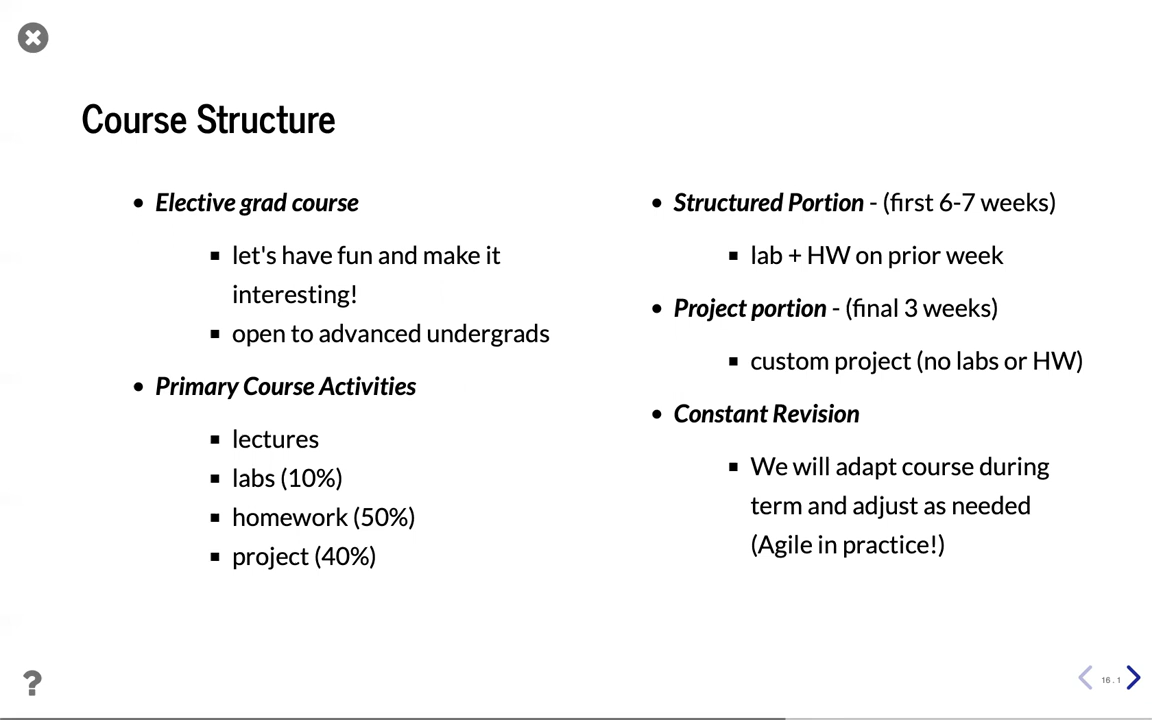 Course Structure
• Elective grad course
▪ let's have fun and make it
interesting!
▪ open to advanced undergrads
• Primary Course Activities
▪ lectures
▪ labs (10%)
▪ homework (50%)
▪ project (40%)
• Structured Portion - (first 6-7 weeks)
▪ lab + HW on prior week
• Project portion - (final 3 weeks)
▪ custom project (no labs or HW)
• Constant Revision
▪ We will adapt course during
term and adjust as needed
(Agile in practice!)
?
16 . 1